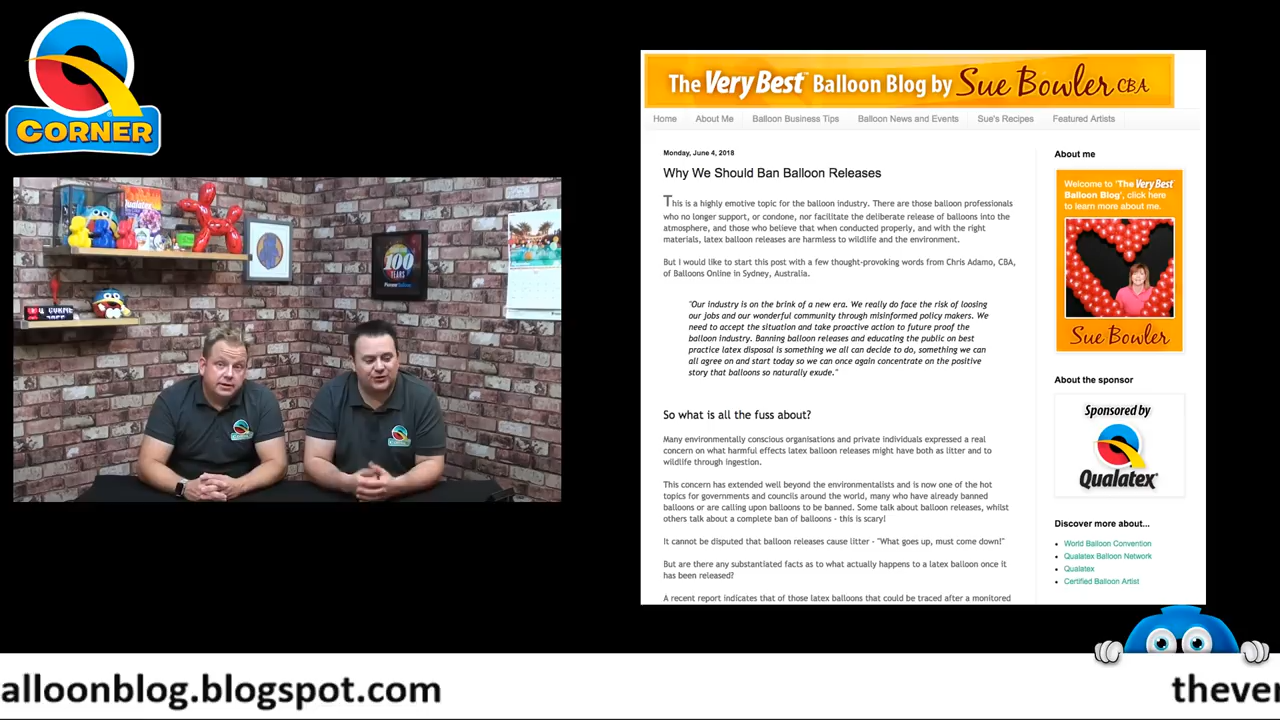 CORNER
100
YEARS
The Very Best Balloon Blog by Sue Bowler CBA
Home About Me Balloon Business Tips Balloon News and Events Sue's Recipes Featured Artists
Monday, June 4, 2018
Why We Should Ban Balloon Releases
This is a highly emotive topic for the balloon industry. There are those balloon professionals
who no longer support, or condone, nor facilitate the deliberate release of balloons into the
atmosphere, and those who believe that when conducted properly, and with the right
materials, latex balloon releases are harmless to wildlife and the environment.
But I would like to start this post with a few thought-provoking words from Chris Adamo, CBA,
of Balloons Online in Sydney, Australia.
"Our industry is on the brink of a new era. We really do face the risk of loosing
our jobs and our wonderful community through misinformed policy makers. We
need to accept the situation and take proactive action to future proof the
balloon industry. Banning balloon releases and educating the public on best
practice latex disposal is something we all can decide to do, something we can
all agree on and start today so we can once again concentrate on the positive
story that balloons so naturally exude."
So what is all the fuss about?
Many environmentally conscious organisations and private individuals expressed a real
concern on what harmful effects latex balloon releases might have both as litter and to
wildlife through ingestion.
This concern has extended well beyond the environmentalists and is now one of the hot
topics for governments and councils around the world, many who have already banned
balloons or are calling upon balloons to be banned. Some talk about balloon releases, whilst
others talk about a complete ban of balloons - this is scary!
It cannot be disputed that balloon releases cause litter - "What goes up, must come down!"
But are there any substantiated facts as to what actually happens to a latex balloon once it
has been released?
A recent report indicates that of those latex balloons that could be traced after a monitored
About me
Welcome to 'The Very Best
Balloon Blog', click here
to learn more about me.
Sue Bowler
About the sponsor
Sponsored by
Qualatex
Discover more about...
World Balloon Convention
Qualatex Balloon Network
Qualatex
Certified Balloon Artist
alloonblog.blogspot.com
thever